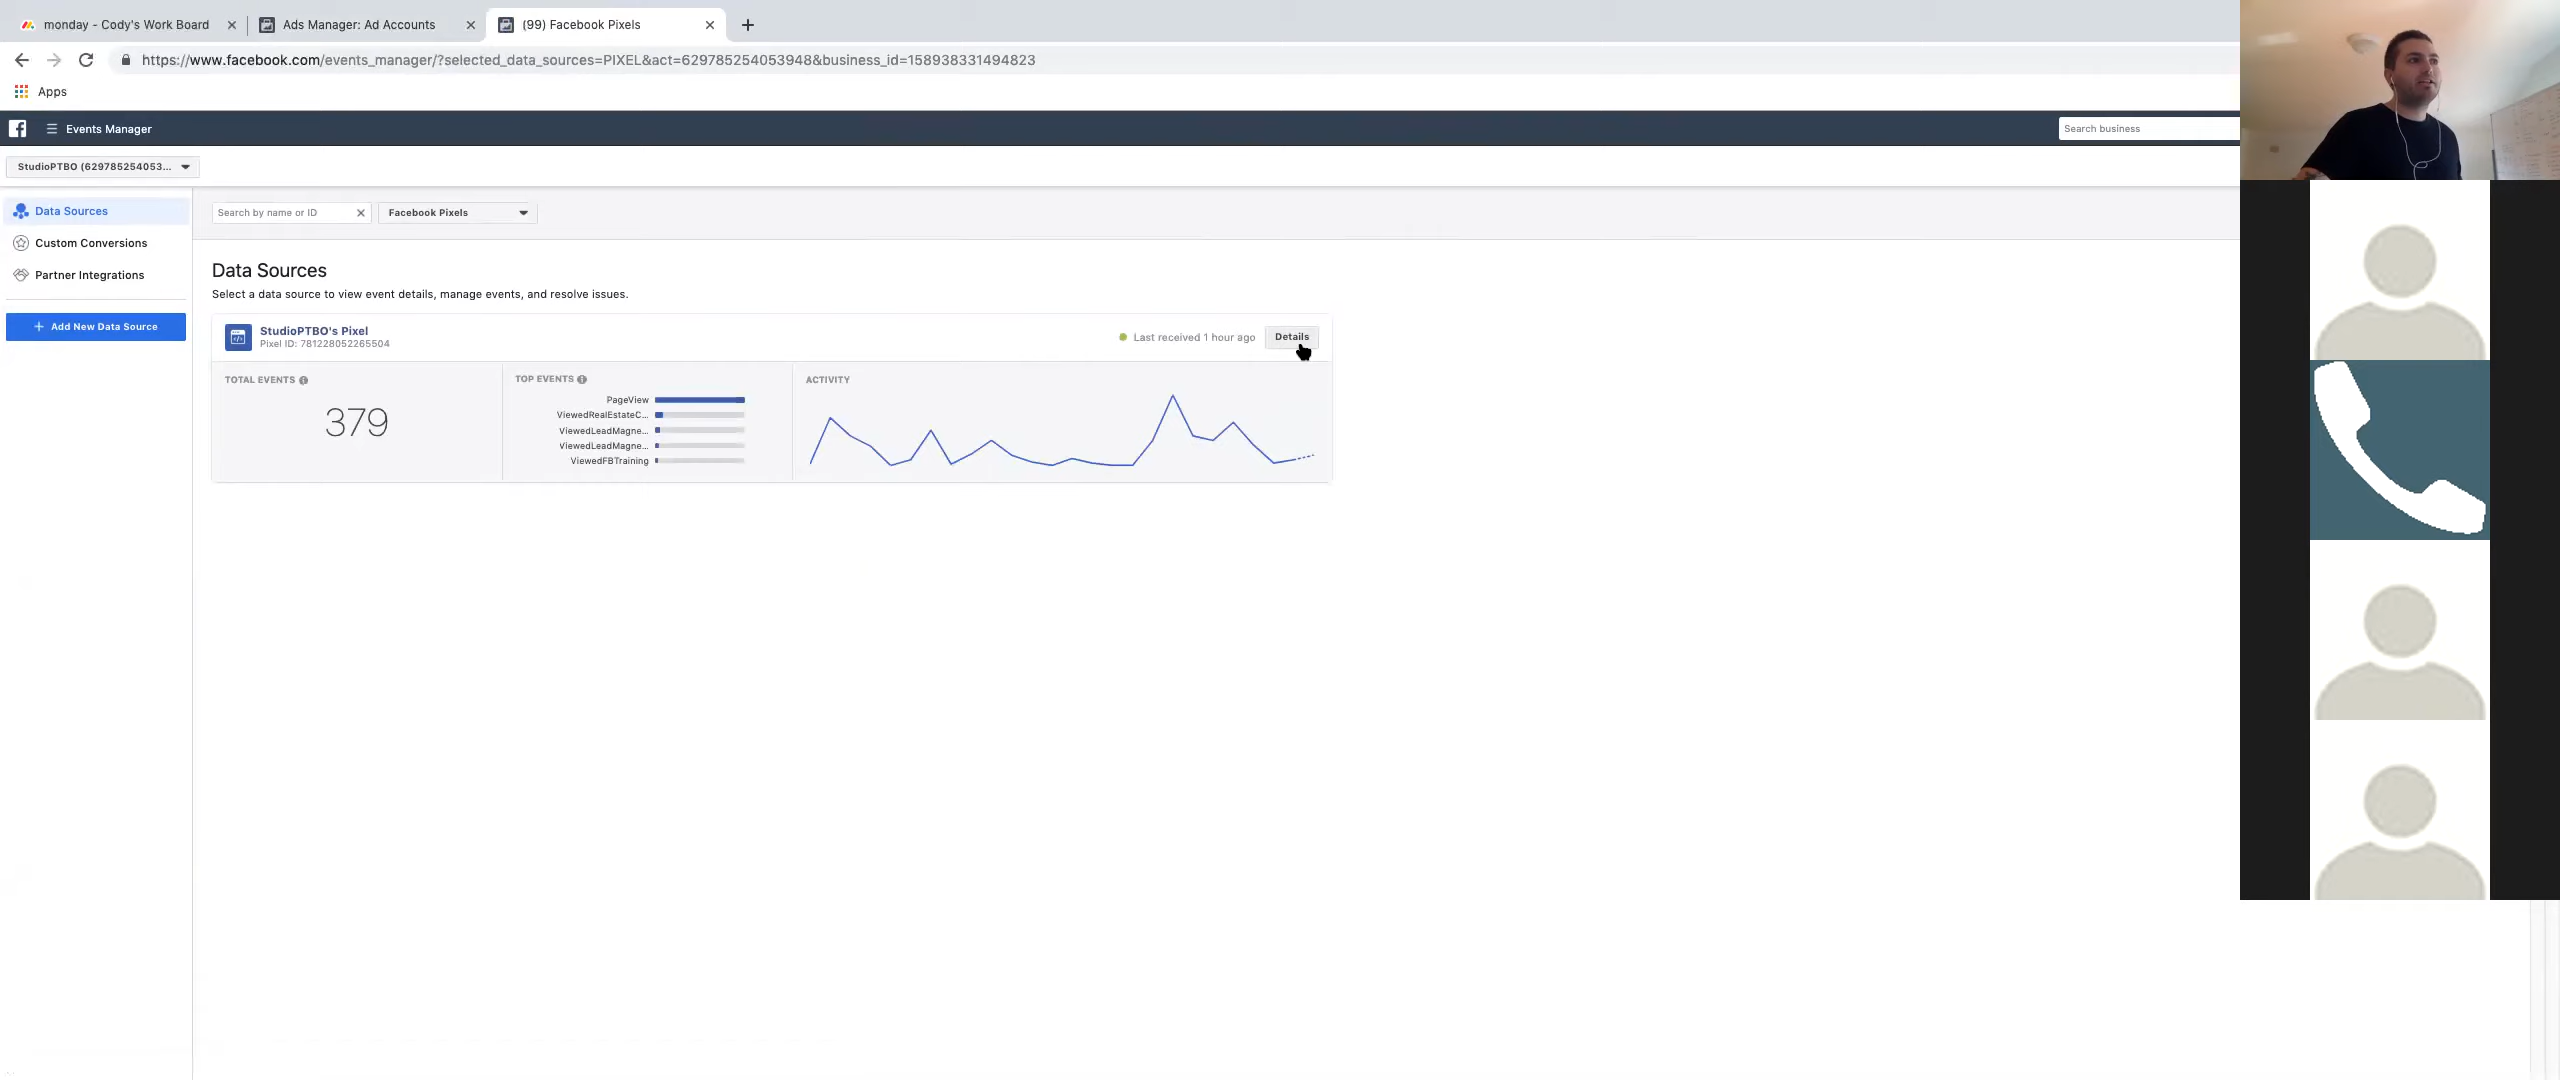 monday - Cody's Work Board
Ads Manager: Ad Accounts
(99) Facebook Pixels
https://www.facebook.com/events_manager/?selected_data_sources=PIXEL&act=629785254053948&business_id=158938331494823
Apps
Events Manager
Search business
StudioPTBO (629785254053...
Data Sources
Custom Conversions
Partner Integrations
+ Add New Data Source
Search by name or ID
Facebook Pixels
Data Sources
Select a data source to view event details, manage events, and resolve issues.
StudioPTBO's Pixel
Pixel ID: 781228052265504
Last received 1 hour ago
Details
TOTAL EVENTS
379
TOP EVENTS
PageView
ViewedRealEstateC...
ViewedLeadMagne...
ViewedLeadMagne...
ViewedFBTraining
ACTIVITY